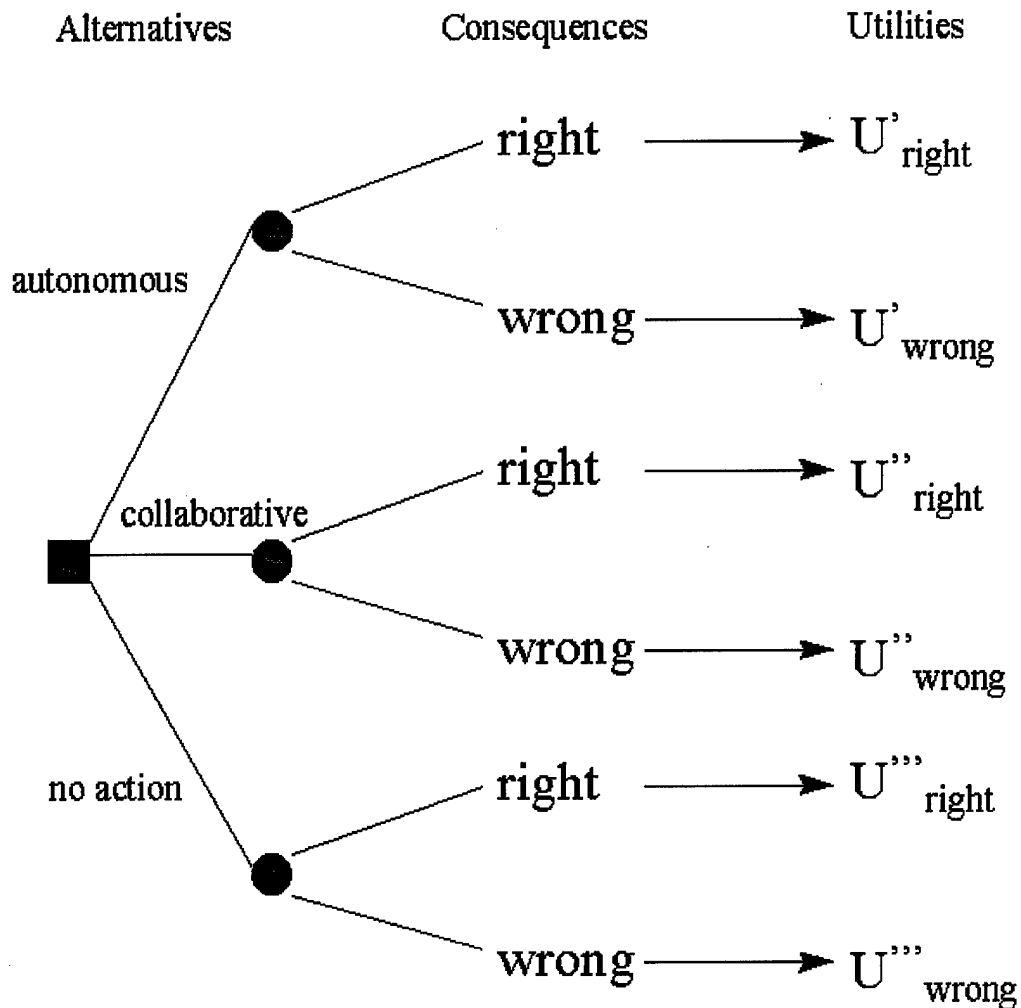 Alternatives Consequences Utilities
right U’right
autonomous
wrong U’wrong
right U’’right
collaborative
wrong U’’wrong
right U’’’right
no action
wrong U’’’wrong